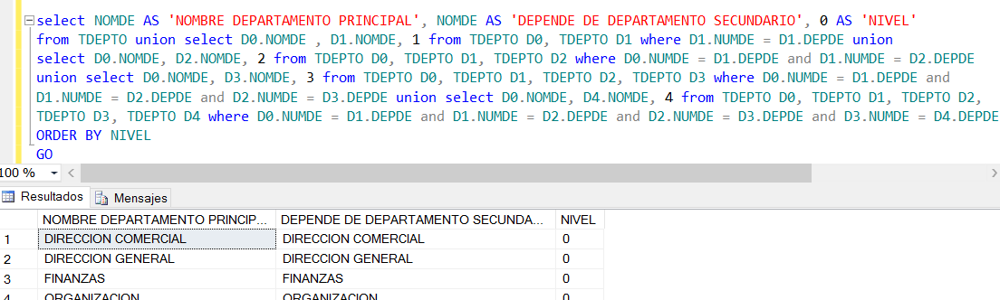 select NOMDE AS 'NOMBRE DEPARTAMENTO PRINCIPAL', NOMDE AS 'DEPENDE DE DEPARTAMENTO SECUNDARIO', 0 AS 'NIVEL'
from TDEPTO union select D0.NOMDE , D1.NOMDE, 1 from TDEPTO D0, TDEPTO D1 where D1.NUMDE = D1.DEPDE union
select D0.NOMDE, D2.NOMDE, 2 from TDEPTO D0, TDEPTO D1, TDEPTO D2 where D0.NUMDE = D1.DEPDE and D1.NUMDE = D2.DEPDE
union select D0.NOMDE, D3.NOMDE, 3 from TDEPTO D0, TDEPTO D1, TDEPTO D2, TDEPTO D3 where D0.NUMDE = D1.DEPDE and
D1.NUMDE = D2.DEPDE and D2.NUMDE = D3.DEPDE union select D0.NOMDE, D4.NOMDE, 4 from TDEPTO D0, TDEPTO D1, TDEPTO D2,
TDEPTO D3, TDEPTO D4 where D0.NUMDE = D1.DEPDE and D1.NUMDE = D2.DEPDE and D2.NUMDE = D3.DEPDE and D3.NUMDE = D4.DEPDE
ORDER BY NIVEL
GO
100 %
Resultados Mensajes
NOMBRE DEPARTAMENTO PRINCIP... DEPENDE DE DEPARTAMENTO SECUNDA... NIVEL
1 DIRECCION COMERCIAL DIRECCION COMERCIAL 0
2 DIRECCION GENERAL DIRECCION GENERAL 0
3 FINANZAS FINANZAS 0
4 ORGANIZACION ORGANIZACION 0